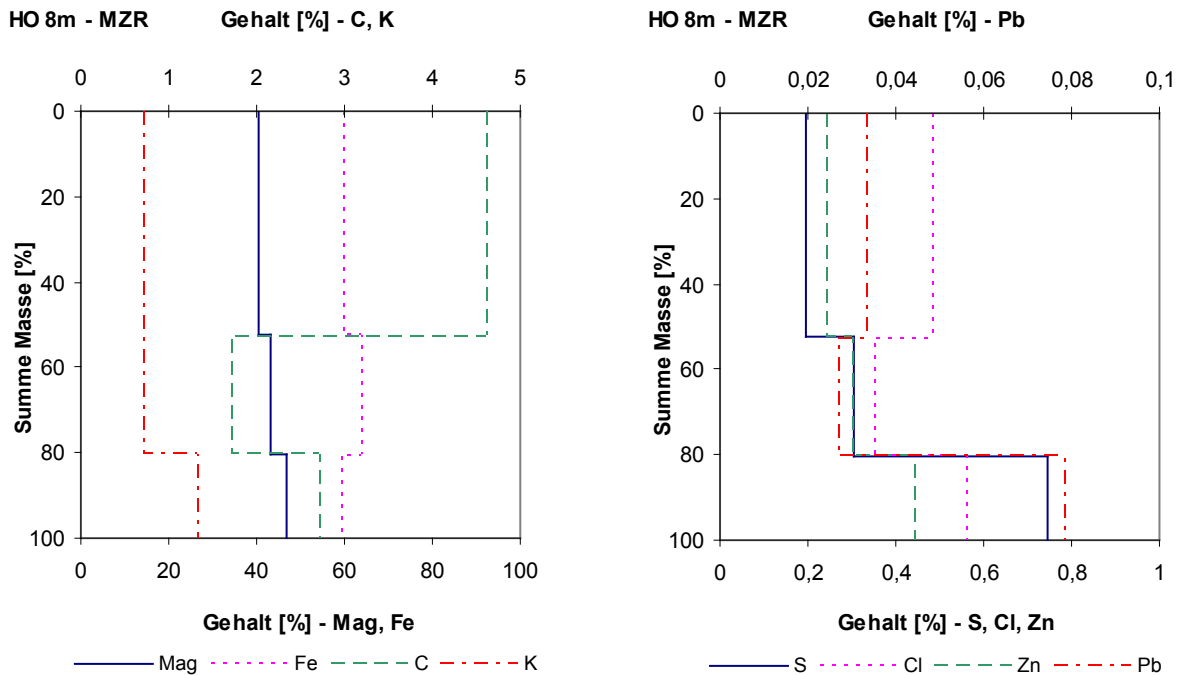 HO 8m - MZR
Gehalt [%] - C, K
0 1 2 3 4 5
0
20
40
60
80
100
Summe Masse [%]
0 20 40 60 80 100
Gehalt [%] - Mag, Fe
Mag Fe C K
HO 8m - MZR
Gehalt [%] - Pb
0 0,02 0,04 0,06 0,08 0,1
0
20
40
60
80
100
Summe Masse [%]
0 0,2 0,4 0,6 0,8 1
Gehalt [%] - S, Cl, Zn
S Cl Zn Pb